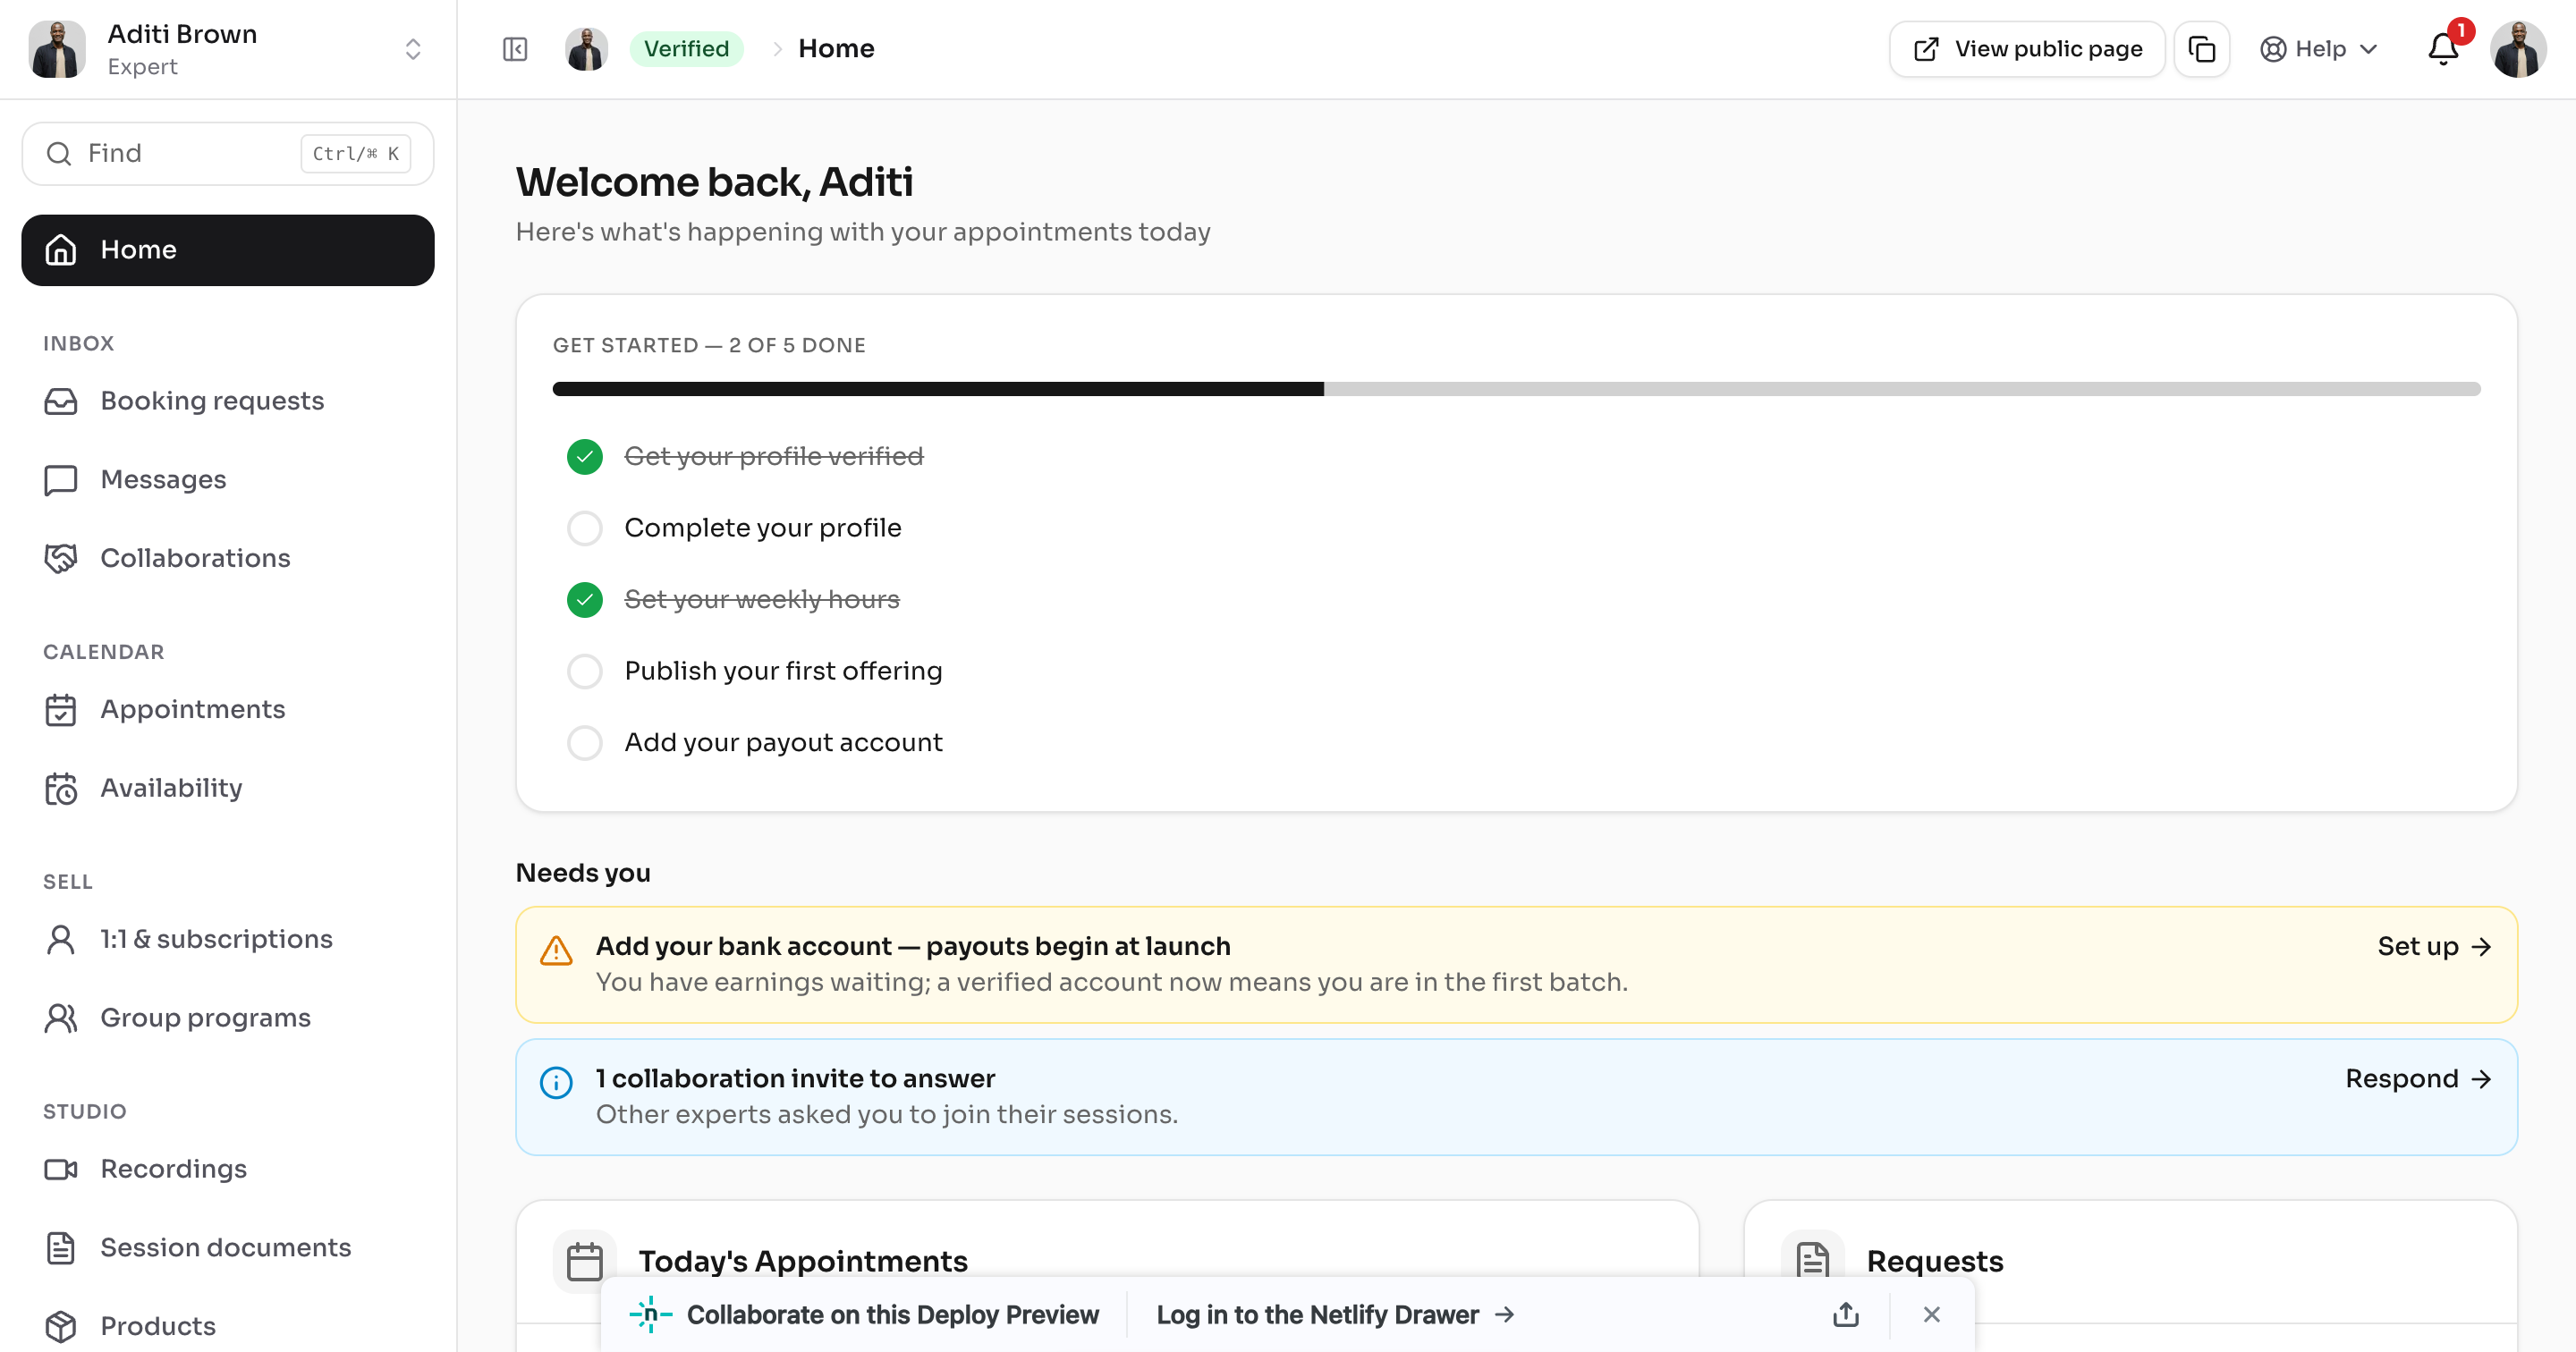 Aditi Brown
Expert
Find
Ctrl/⌘ K
Home
INBOX
Booking requests
Messages
Collaborations
CALENDAR
Appointments
Availability
SELL
1:1 & subscriptions
Group programs
STUDIO
Recordings
Session documents
Products
Verified
Home
View public page
Help
1
Welcome back, Aditi
Here's what's happening with your appointments today
GET STARTED — 2 OF 5 DONE
Get your profile verified
Complete your profile
Set your weekly hours
Publish your first offering
Add your payout account
Needs you
Add your bank account — payouts begin at launch
You have earnings waiting; a verified account now means you are in the first batch.
Set up →
1 collaboration invite to answer
Other experts asked you to join their sessions.
Respond →
Today's Appointments
Requests
Collaborate on this Deploy Preview
Log in to the Netlify Drawer →